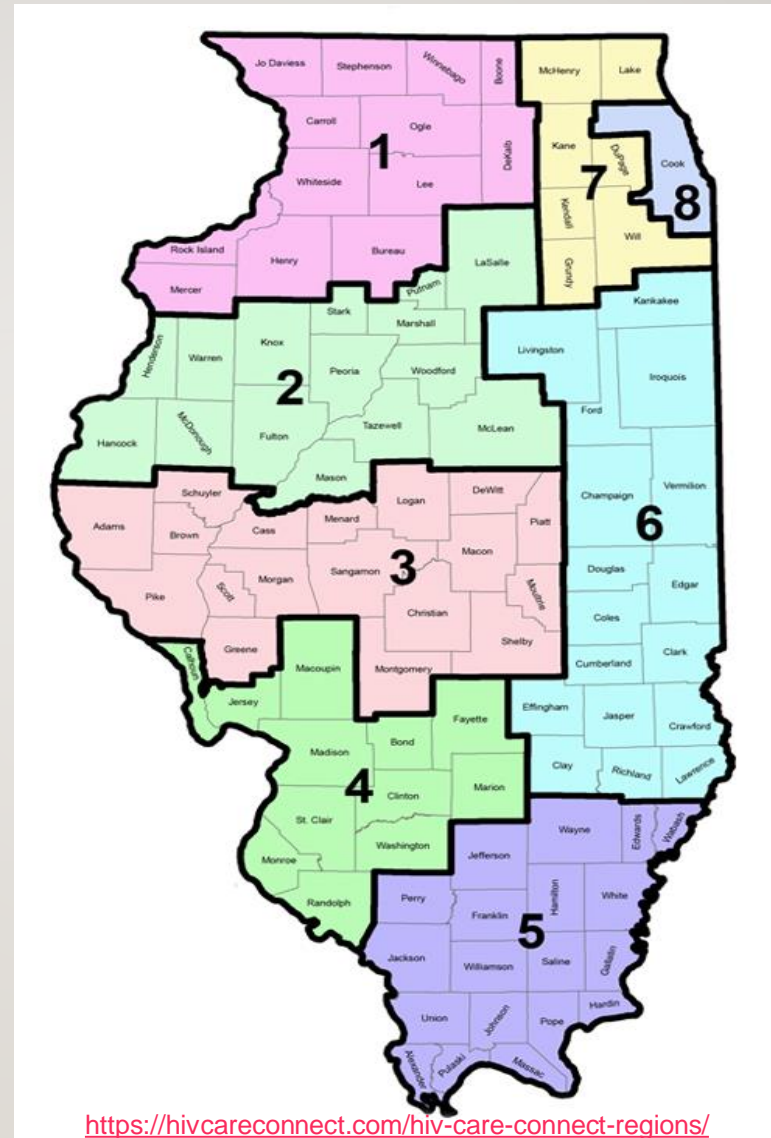 Jo Daviess
Stephenson
Winnebago
Boone
McHenry
Lake
Carroll
Ogle
DeKalb
Kane
DuPage
Cook
1
7
8
Whiteside
Lee
Kendall
Will
Rock Island
Henry
Bureau
LaSalle
Grundy
Mercer
Putnam
Kankakee
Stark
Marshall
Henderson
Warren
Knox
Peoria
Woodford
Livingston
Iroquois
2
Ford
Hancock
McDonough
Fulton
Tazewell
McLean
Mason
Schuyler
Logan
DeWitt
Champaign
Vermilion
6
Adams
Brown
Cass
Menard
Piatt
Macon
3
Sangamon
Douglas
Pike
Scott
Morgan
Christian
Moultrie
Edgar
Coles
Greene
Shelby
Clark
Calhoun
Macoupin
Montgomery
Cumberland
Jersey
Fayette
Effingham
Jasper
Crawford
Madison
Bond
Clay
Richland
Lawrence
4
Clinton
Marion
St. Clair
Wayne
Edwards
Wabash
Monroe
Washington
Jefferson
Randolph
Perry
Hamilton
White
Franklin
5
Jackson
Williamson
Saline
Gallatin
Union
Johnson
Pope
Hardin
Alexander
Pulaski
Massac
https://hivcareconnect.com/hiv-care-connect-regions/